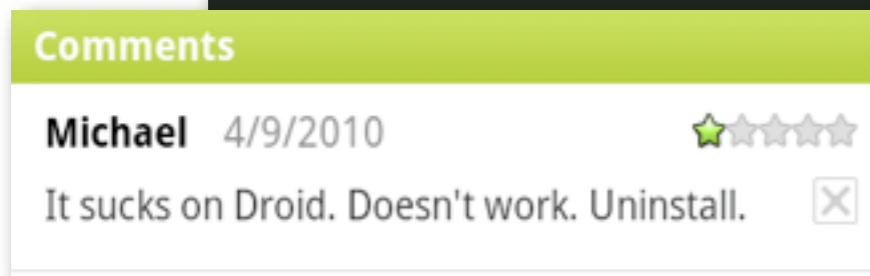 Comments
Michael 4/9/2010
It sucks on Droid. Doesn't work. Uninstall.